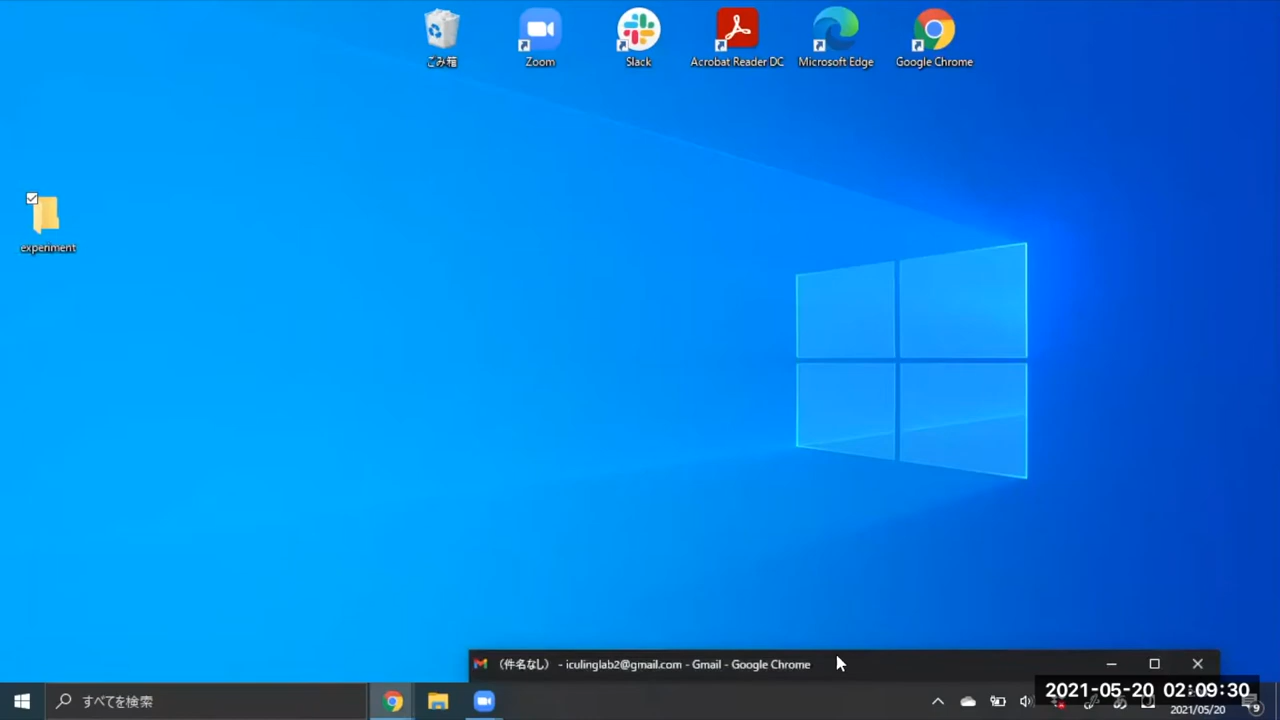 ごみ箱
Zoom
Slack
Acrobat Reader DC
Microsoft Edge
Google Chrome
experiment
（件名なし） - iculinglab2@gmail.com - Gmail - Google Chrome
すべてを検索
2021-05-20 02:09:30
2021/05/20
9